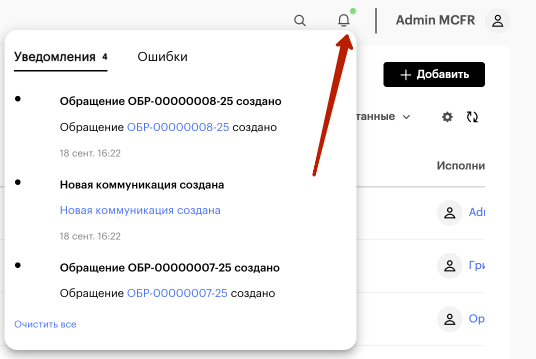 Admin MCFR
Уведомления 4
Ошибки
+ Добавить
Обращение ОБР-00000008-25 создано
Обращение ОБР-00000008-25 создано
18 сент. 16:22
Новая коммуникация создана
Новая коммуникация создана
18 сент. 16:22
Обращение ОБР-00000007-25 создано
Обращение ОБР-00000007-25 создано
Очистить все
танные
Исполни
Adı
Гри
Ор